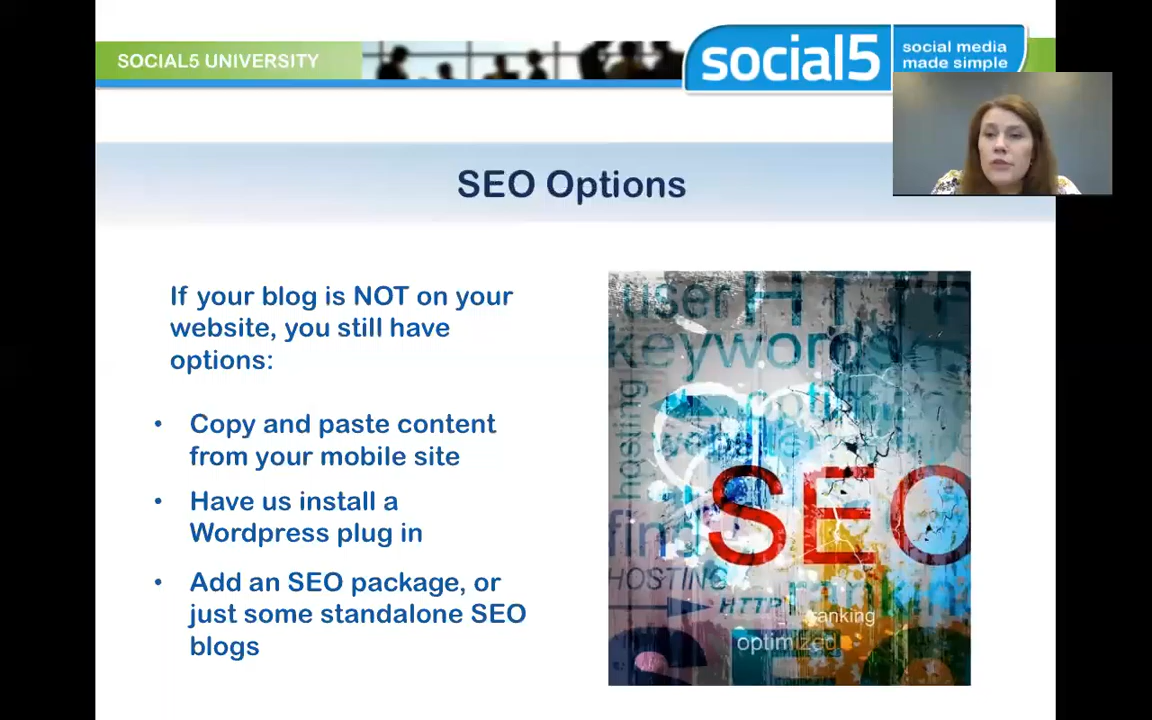 SOCIAL5 UNIVERSITY
social5
social media
made simple
SEO Options
If your blog is NOT on your
website, you still have
options:
• Copy and paste content
from your mobile site
• Have us install a
Wordpress plug in
• Add an SEO package, or
just some standalone SEO
blogs
user
keywords
hosting
SEO
HOSTING
HTTP
ranking
optimized